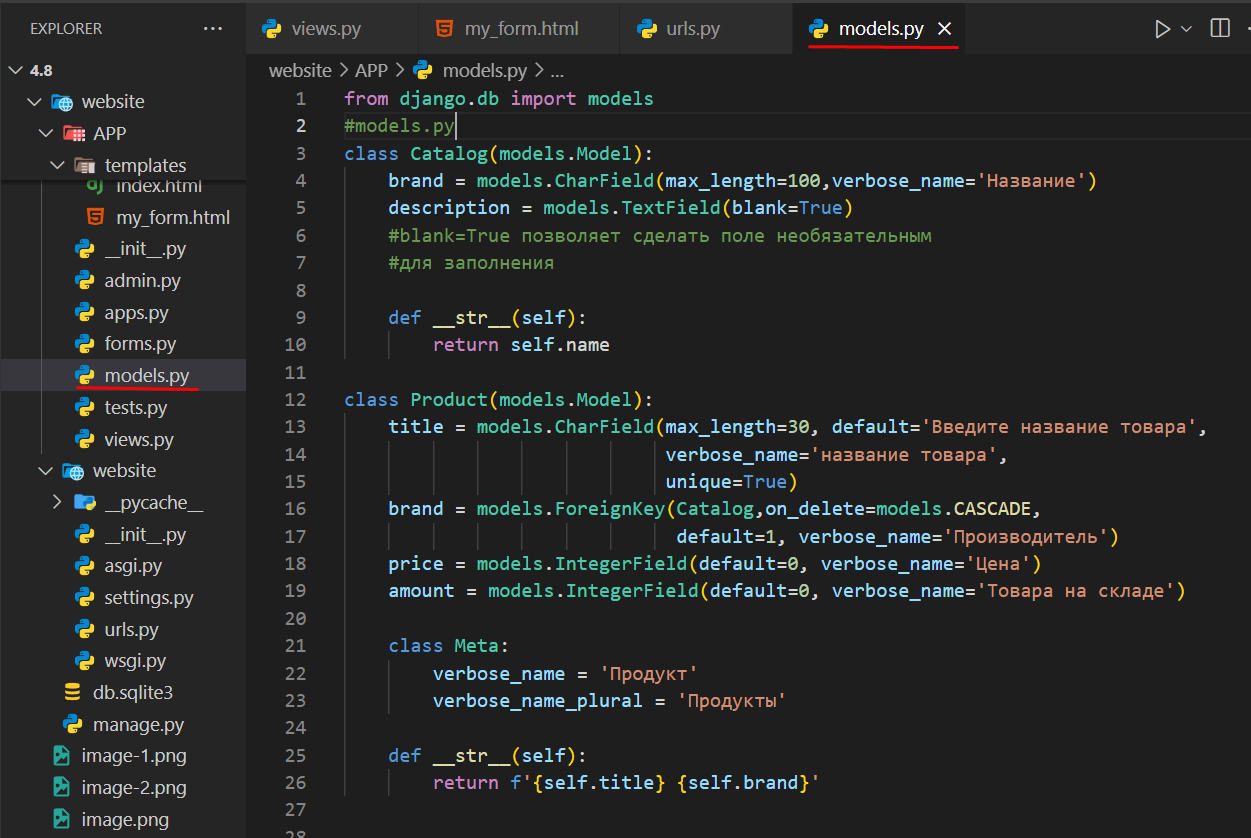 EXPLORER
...
4.8
website
APP
templates
index.html
my_form.html
__init__.py
admin.py
apps.py
forms.py
models.py
tests.py
views.py
website
__pycache__
__init__.py
asgi.py
settings.py
urls.py
wsgi.py
db.sqlite3
manage.py
image-1.png
image-2.png
image.png
views.py my_form.html urls.py models.py
website > APP > models.py > ...
1 from django.db import models
2 #models.py
3 class Catalog(models.Model):
4 brand = models.CharField(max_length=100,verbose_name='Название')
5 description = models.TextField(blank=True)
6 #blank=True позволяет сделать поле необязательным
7 #для заполнения
8
9 def __str__(self):
10 return self.name
11
12 class Product(models.Model):
13 title = models.CharField(max_length=30, default='Введите название товара',
14 verbose_name='название товара',
15 unique=True)
16 brand = models.ForeignKey(Catalog,on_delete=models.CASCADE,
17 default=1, verbose_name='Производитель')
18 price = models.IntegerField(default=0, verbose_name='Цена')
19 amount = models.IntegerField(default=0, verbose_name='Товара на складе')
20
21 class Meta:
22 verbose_name = 'Продукт'
23 verbose_name_plural = 'Продукты'
24
25 def __str__(self):
26 return f'{self.title} {self.brand}'
27
28